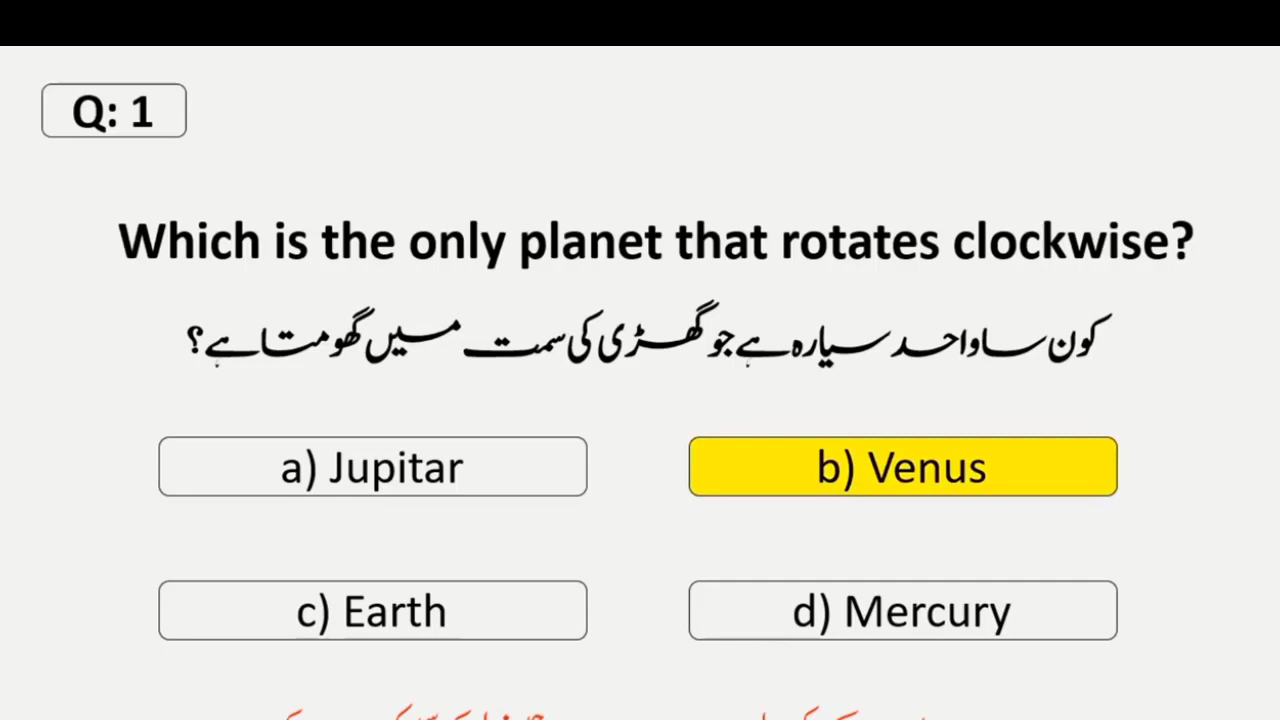 Q: 1
Which is the only planet that rotates clockwise?
کون سا واحد سیارہ ہے جو گھڑی کی سمت میں گھومتا ہے؟
a) Jupitar
b) Venus
c) Earth
d) Mercury